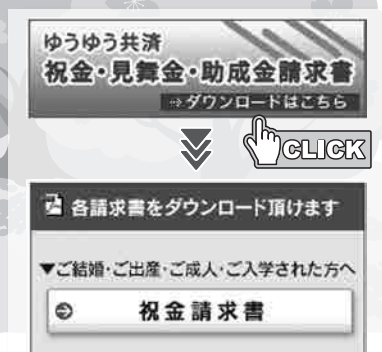 ゆうゆう共済
祝金・見舞金・助成金請求書
⇒ダウンロードはこちら
CLICK
各請求書をダウンロード頂けます
▼ご結婚・ご出産・ご成人・ご入学された方へ
祝金請求書